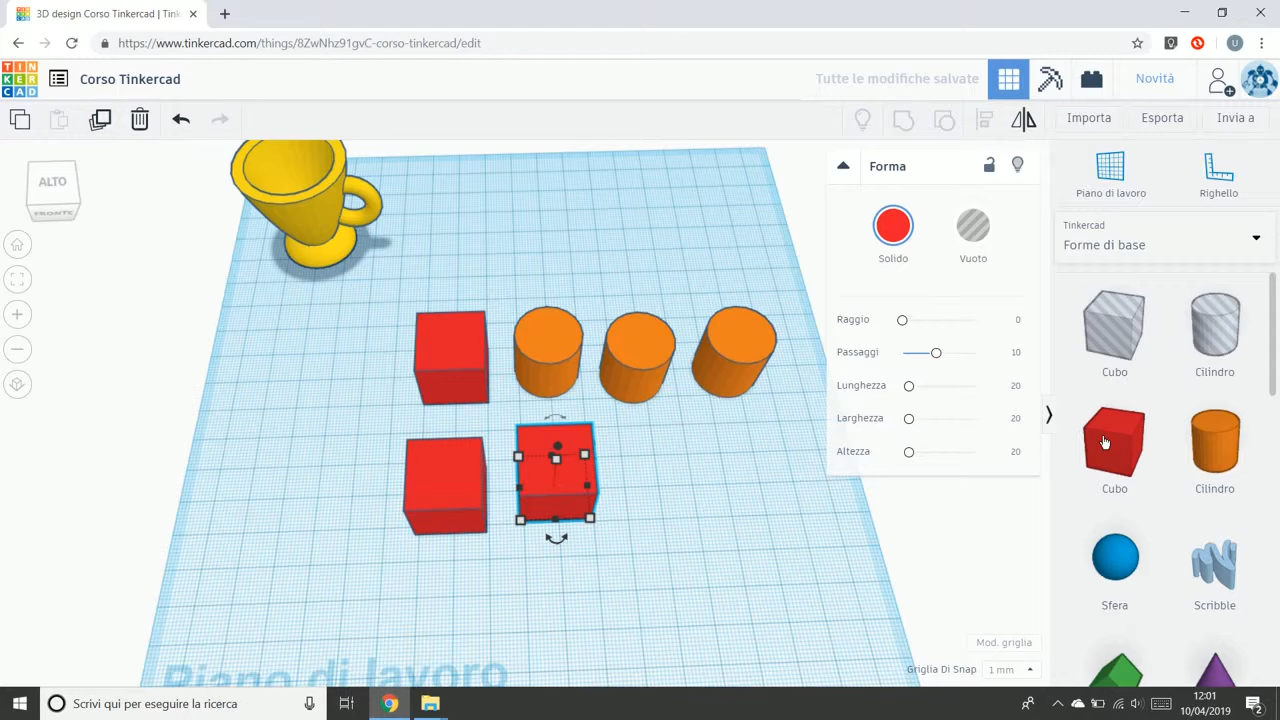 3D design Corso Tinkercad | Tink
https://www.tinkercad.com/things/8ZwNhz91gvC-corso-tinkercad/edit
U
TIN
KER
CAD
Corso Tinkercad
Tutte le modifiche salvate
Novità
Importa
Esporta
Invia a
ALTO
FRONTE
Forma
Solido
Vuoto
Raggio 0
Passaggi 10
Lunghezza 20
Larghezza 20
Altezza 20
Piano di lavoro
Righello
Tinkercad
Forme di base
Cubo
Cilindro
Cubo
Cilindro
Sfera
Scribble
Mod. griglia
Griglia Di Snap 1 mm
Piano di lavoro
Scrivi qui per eseguire la ricerca
12:01
10/04/2019
2